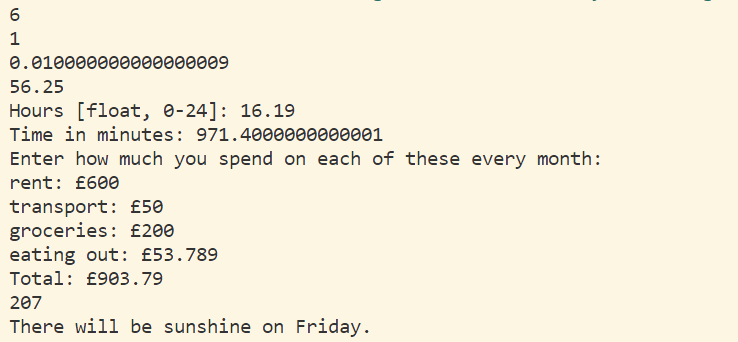 6
1
0.010000000000000009
56.25
Hours [float, 0-24]: 16.19
Time in minutes: 971.4000000000001
Enter how much you spend on each of these every month:
rent: £600
transport: £50
groceries: £200
eating out: £53.789
Total: £903.79
207
There will be sunshine on Friday.